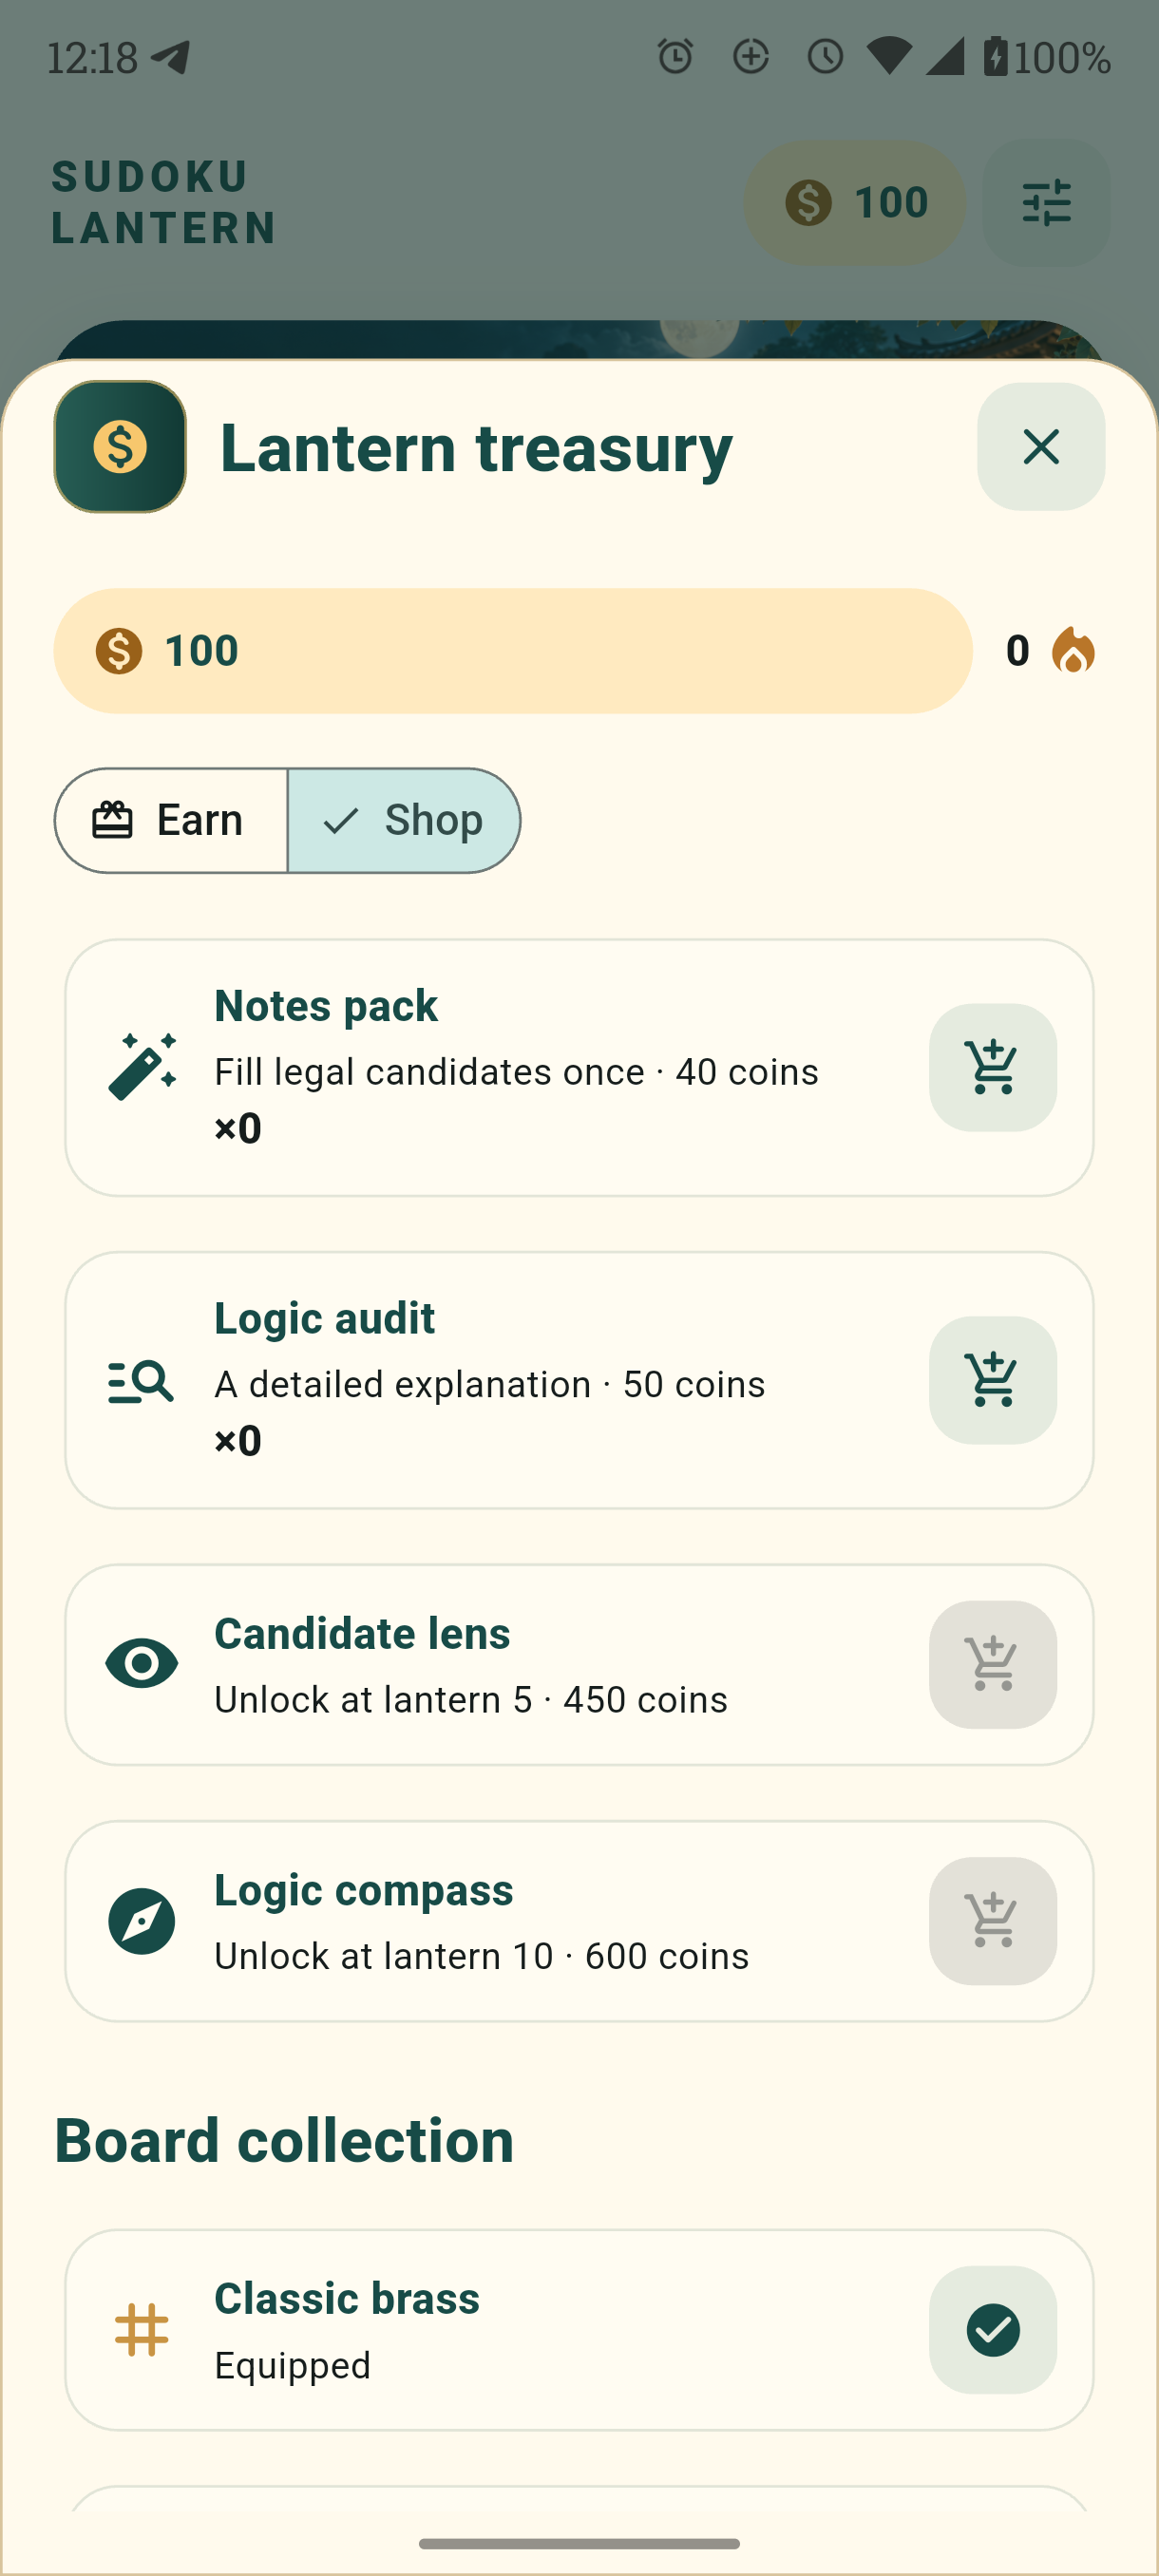 12:18
100%
SUDOKU
LANTERN
100
Lantern treasury
100
0
Earn
Shop
Notes pack
Fill legal candidates once · 40 coins
×0
Logic audit
A detailed explanation · 50 coins
×0
Candidate lens
Unlock at lantern 5 · 450 coins
Logic compass
Unlock at lantern 10 · 600 coins
Board collection
Classic brass
Equipped